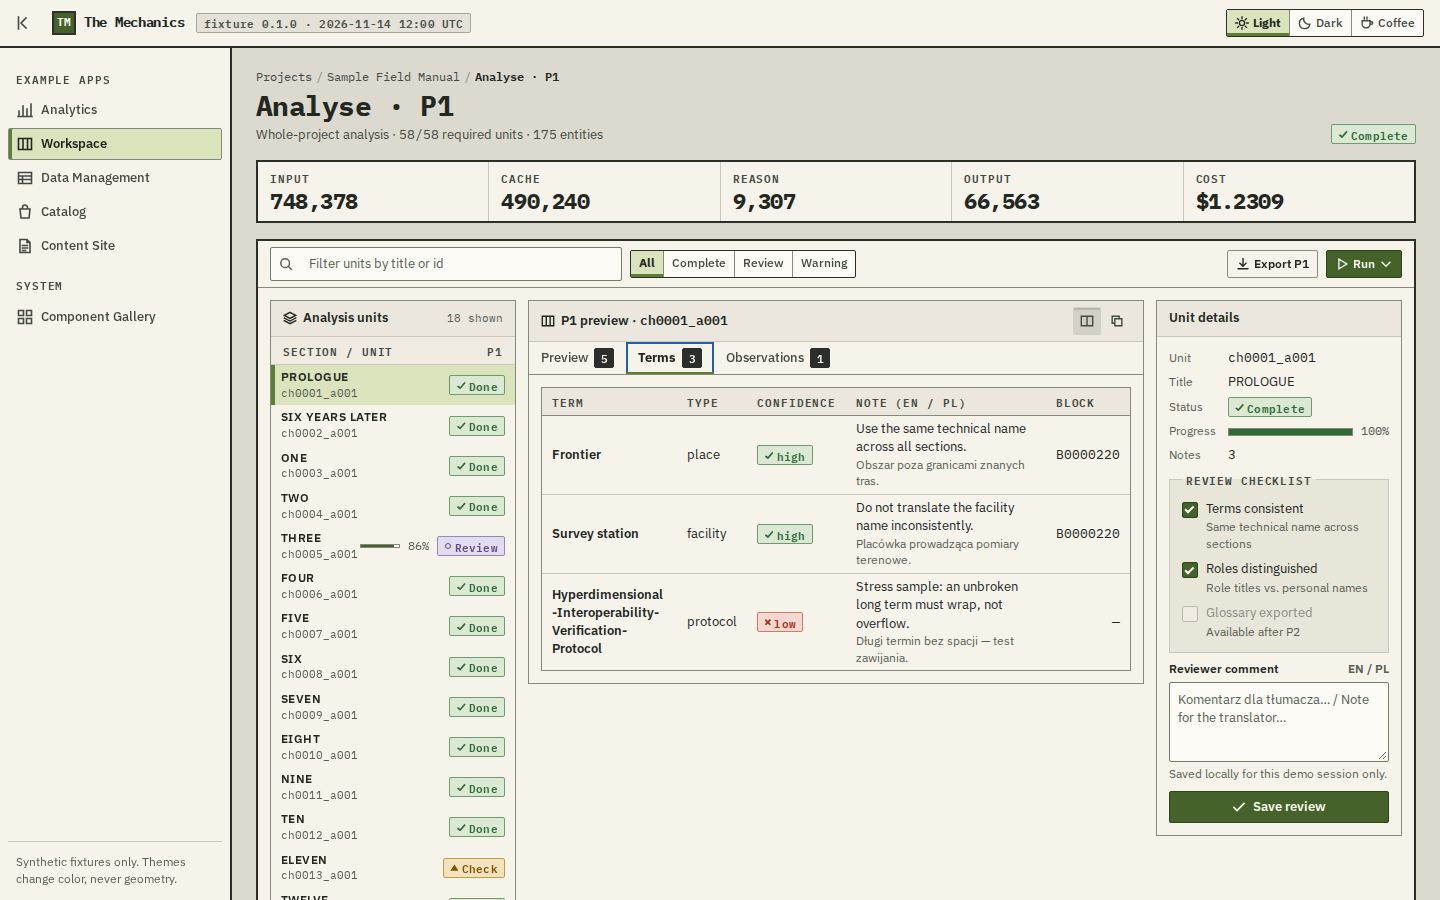 TM The Mechanics fixture 0.1.0 · 2026-11-14 12:00 UTC
Light Dark Coffee
EXAMPLE APPS
Analytics
Workspace
Data Management
Catalog
Content Site
SYSTEM
Component Gallery
Synthetic fixtures only. Themes
change color, never geometry.
Projects / Sample Field Manual / Analyse · P1
Analyse · P1
Whole-project analysis · 58/58 required units · 175 entities
Complete
INPUT
748,378
CACHE
490,240
REASON
9,307
OUTPUT
66,563
COST
$1.2309
Filter units by title or id
All Complete Review Warning
Export P1
Run
Analysis units 18 shown
SECTION / UNIT P1
PROLOGUE
ch0001_a001
Done
SIX YEARS LATER
ch0002_a001
Done
ONE
ch0003_a001
Done
TWO
ch0004_a001
Done
THREE
ch0005_a001
86%
Review
FOUR
ch0006_a001
Done
FIVE
ch0007_a001
Done
SIX
ch0008_a001
Done
SEVEN
ch0009_a001
Done
EIGHT
ch0010_a001
Done
NINE
ch0011_a001
Done
TEN
ch0012_a001
Done
ELEVEN
ch0013_a001
Check
TWELVE
P1 preview · ch0001_a001
Preview 5 Terms 3 Observations 1
TERM TYPE CONFIDENCE NOTE (EN / PL) BLOCK
Frontier
place
high
Use the same technical name
across all sections.
Obszar poza granicami znanych
tras.
B0000220
Survey station
facility
high
Do not translate the facility
name inconsistently.
Placówka prowadząca pomiary
terenowe.
B0000220
Hyperdimensional
-Interoperability-
Verification-
Protocol
protocol
low
Stress sample: an unbroken
long term must wrap, not
overflow.
Długi termin bez spacji — test
zawijania.
—
Unit details
Unit ch0001_a001
Title PROLOGUE
Status Complete
Progress 100%
Notes 3
REVIEW CHECKLIST
Terms consistent
Same technical name across
sections
Roles distinguished
Role titles vs. personal names
Glossary exported
Available after P2
Reviewer comment EN / PL
Komentarz dla tłumacza… / Note
for the translator…
Saved locally for this demo session only.
Save review